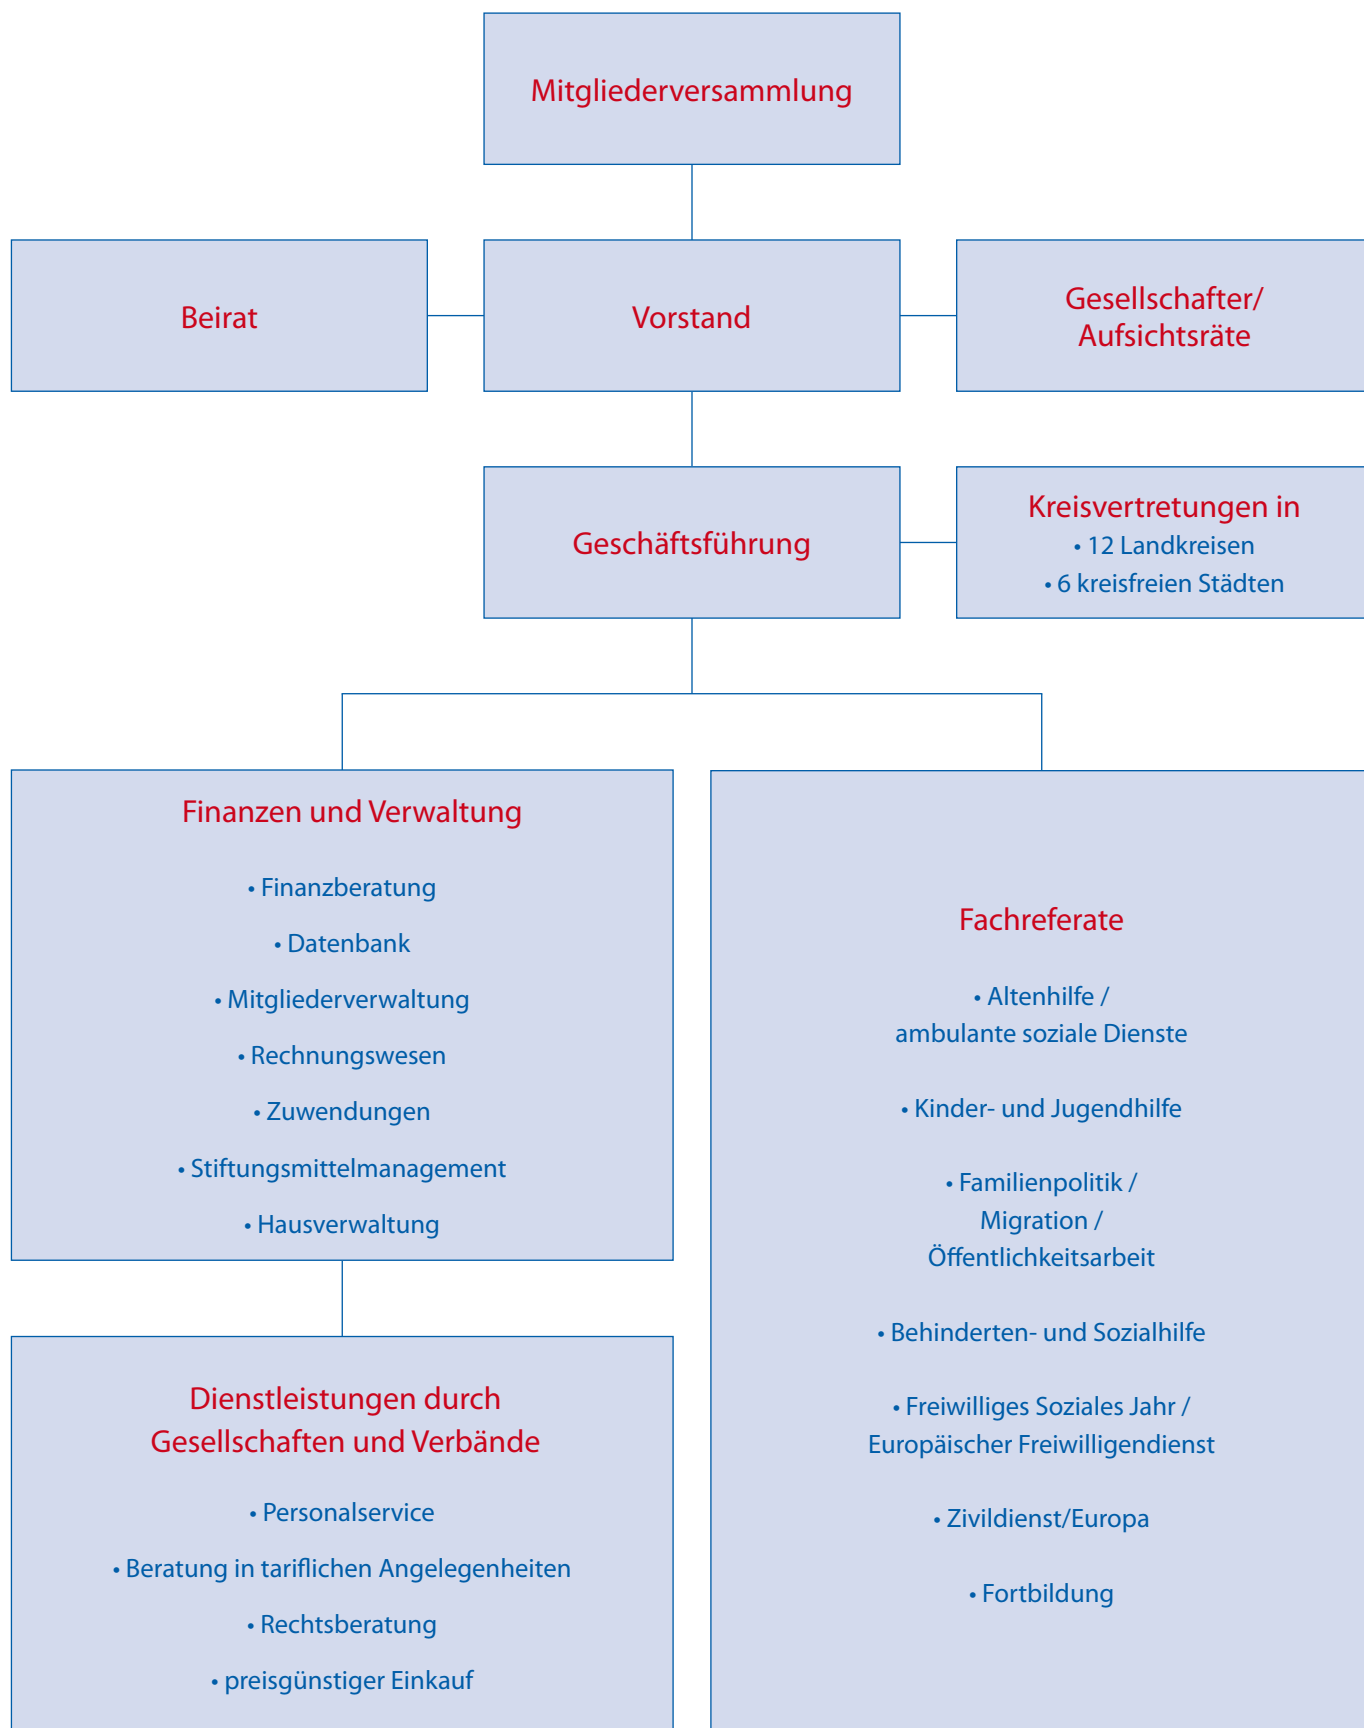 Mitgliederversammlung
Beirat
Vorstand
Gesellschafter/
Aufsichtsräte
Geschäftsführung
Kreisvertretungen in
• 12 Landkreisen
• 6 kreisfreien Städten
Finanzen und Verwaltung
• Finanzberatung
• Datenbank
• Mitgliederverwaltung
• Rechnungswesen
• Zuwendungen
• Stiftungsmittelmanagement
• Hausverwaltung
Dienstleistungen durch
Gesellschaften und Verbände
• Personalservice
• Beratung in tariflichen Angelegenheiten
• Rechtsberatung
• preisgünstiger Einkauf
Fachreferate
• Altenhilfe /
ambulante soziale Dienste
• Kinder- und Jugendhilfe
• Familienpolitik /
Migration /
Öffentlichkeitsarbeit
• Behinderten- und Sozialhilfe
• Freiwilliges Soziales Jahr /
Europäischer Freiwilligendienst
• Zivildienst/Europa
• Fortbildung